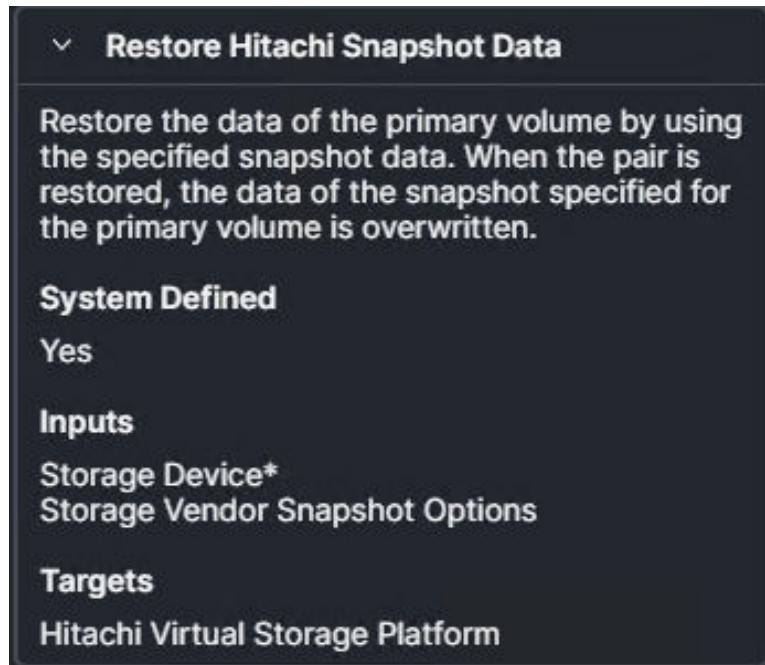 Restore Hitachi Snapshot Data
Restore the data of the primary volume by using
the specified snapshot data. When the pair is
restored, the data of the snapshot specified for
the primary volume is overwritten.
System Defined
Yes
Inputs
Storage Device*
Storage Vendor Snapshot Options
Targets
Hitachi Virtual Storage Platform